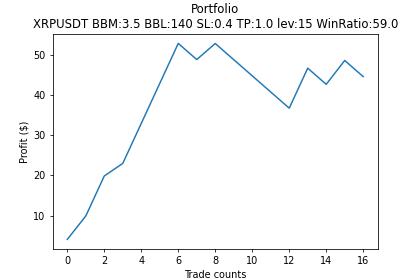 Portfolio
XRPUSDT BBM:3.5 BBL:140 SL:0.4 TP:1.0 lev:15 WinRatio:59.0
50
40
30
20
10
Profit ($)
0 2 4 6 8 10 12 14 16
Trade counts